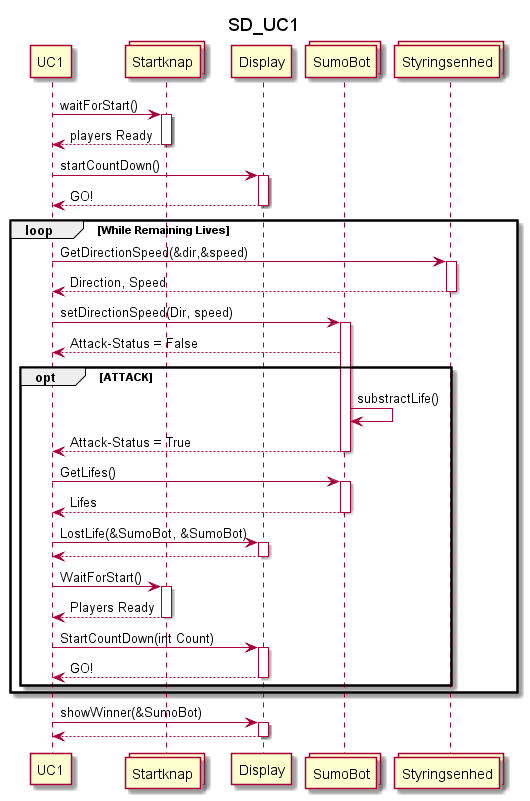 SD_UC1
UC1
Startknap
Display
SumoBot
Styringsenhed
waitForStart()
players Ready
startCountDown()
GO!
loop [While Remaining Lives]
GetDirectionSpeed(&dir,&speed)
Direction, Speed
setDirectionSpeed(Dir, speed)
Attack-Status = False
opt [ATTACK]
substractLife()
Attack-Status = True
GetLifes()
Lifes
LostLife(&SumoBot, &SumoBot)
WaitForStart()
Players Ready
StartCountDown(int Count)
GO!
showWinner(&SumoBot)
UC1
Startknap
Display
SumoBot
Styringsenhed